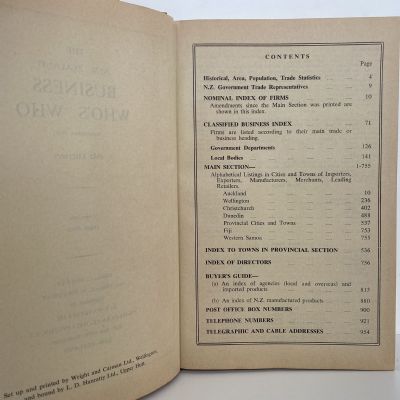 THE
BUSINESS
WHO'S WHO
Set up and printed by Wright and Carman Ltd., Wellington,
and bound by L. D. Hanratty Ltd., Upper Hutt.
CONTENTS
Page
Historical, Area, Population, Trade Statistics 4
N.Z. Government Trade Representatives 9
NOMINAL INDEX OF FIRMS 10
Amendments since the Main Section was printed are
shown in this index.
CLASSIFIED BUSINESS INDEX 71
Firms are listed according to their main trade or
business heading.
Government Departments 126
Local Bodies 141
MAIN SECTION— 1-755
Alphabetical Listings in Cities and Towns of Importers,
Exporters, Manufacturers, Merchants, Leading
Retailers.
Auckland 10
Wellington 236
Christchurch 402
Dunedin 488
Provincial Cities and Towns 537
Fiji 753
Western Samoa 755
INDEX TO TOWNS IN PROVINCIAL SECTION 536
INDEX OF DIRECTORS 756
BUYER'S GUIDE—
(a) An index of agencies (local and overseas) and
imported products 815
(b) An index of N.Z. manufactured products 880
POST OFFICE BOX NUMBERS 900
TELEPHONE NUMBERS 921
TELEGRAPHIC AND CABLE ADDRESSES 954